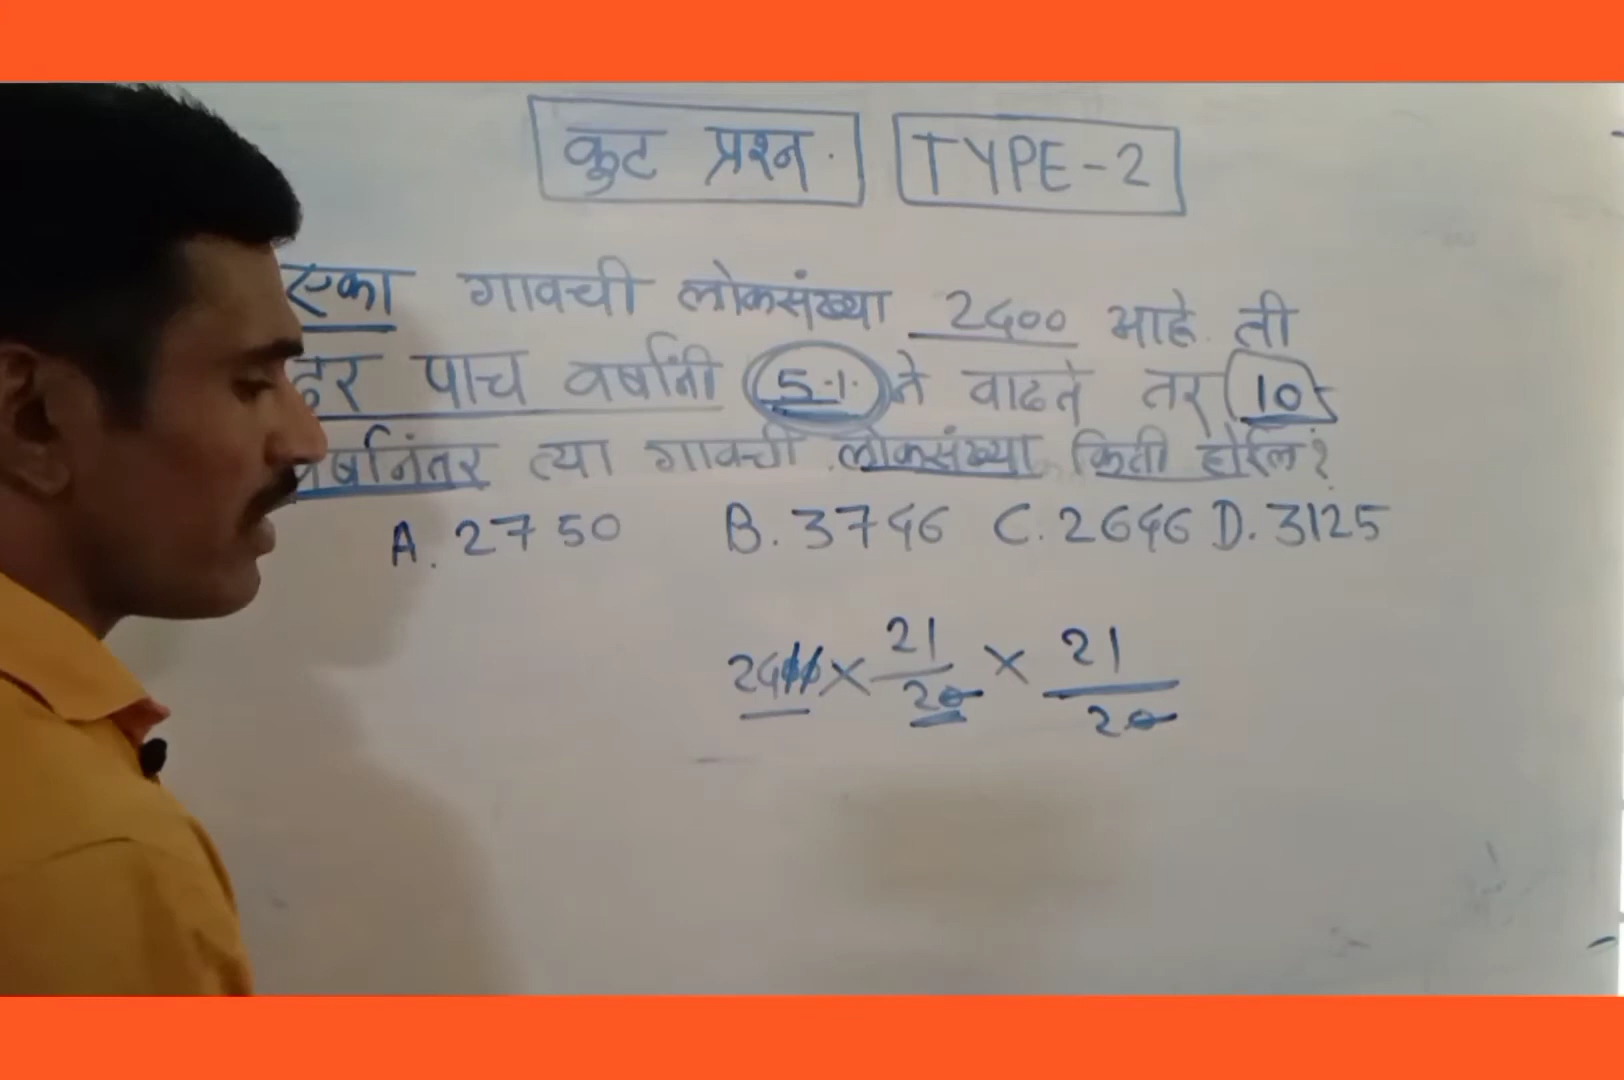 कूट प्रश्न. TYPE-2
एका गावची लोकसंख्या 2400 आहे. ती
दर पाच वर्षांनी 5% ने वाढते तर 10
वर्षानंतर त्या गावची लोकसंख्या किती होईल?
A. 2750 B. 3746 C. 2646 D. 3125
2400 × 21/20 × 21/20